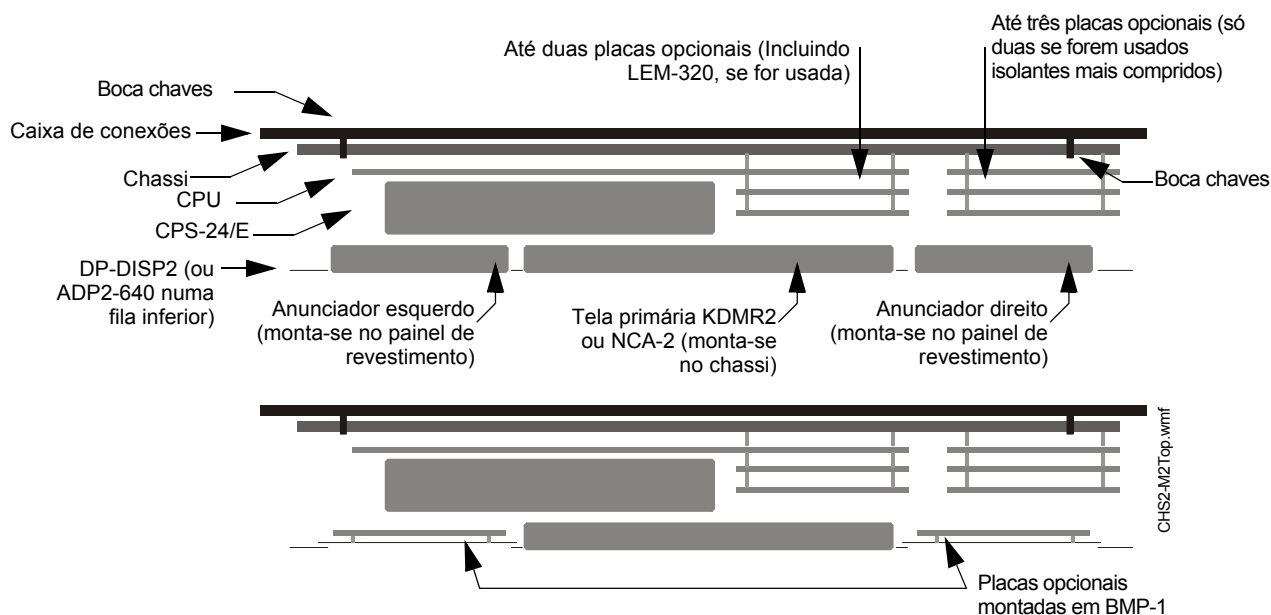 Até duas placas opcionais (Incluindo
LEM-320, se for usada)
Até três placas opcionais (só
duas se forem usados
isolantes mais compridos)
Boca chaves
Caixa de conexões
Chassi
CPU
CPS-24/E
Boca chaves
DP-DISP2 (ou
ADP2-640 numa
fila inferior)
Anunciador esquerdo
(monta-se no painel de
revestimento)
Tela primária KDMR2
ou NCA-2 (monta-se
no chassi)
Anunciador direito
(monta-se no painel de
revestimento)
CHS2-M2Top.wmf
Placas opcionais
montadas em BMP-1